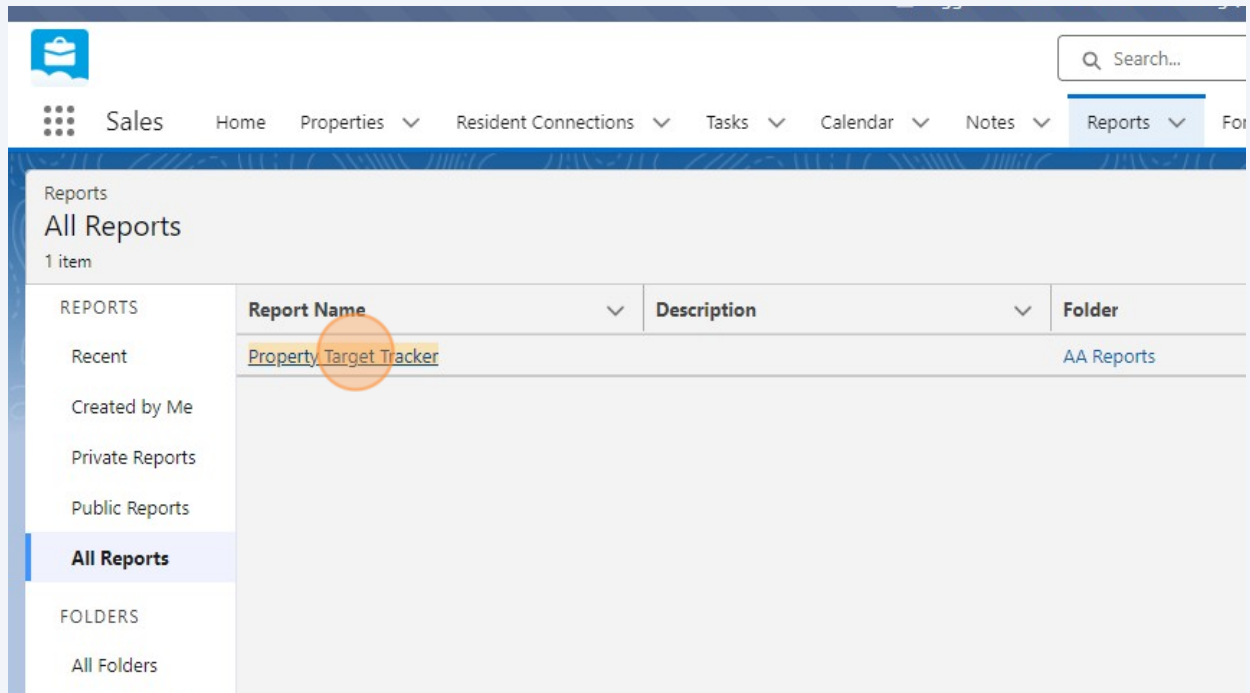 Search...
Sales Home Properties Resident Connections Tasks Calendar Notes Reports
Reports
All Reports
1 item
REPORTS Report Name Description Folder
Recent Property Target Tracker AA Reports
Created by Me
Private Reports
Public Reports
All Reports
FOLDERS
All Folders